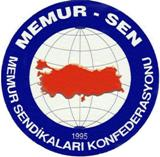 MEMUR - SEN
1995
MEMUR SENDİKALARI KONFEDERASYONU